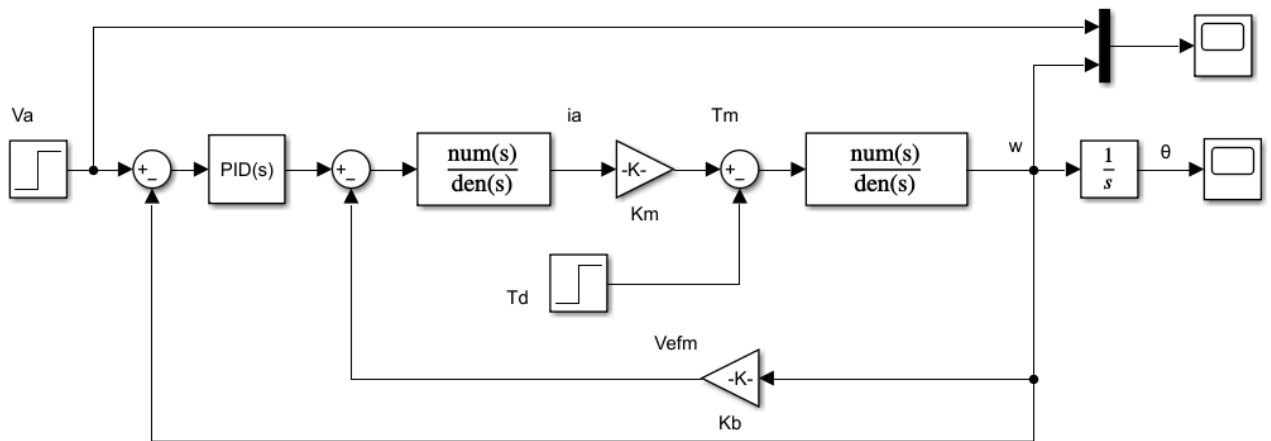 Va
ia
Tm
w
θ
+
−
PID(s)
+
−
num(s)
den(s)
-K-
Km
+
−
num(s)
den(s)
1
s
Td
Vefm
-K-
Kb